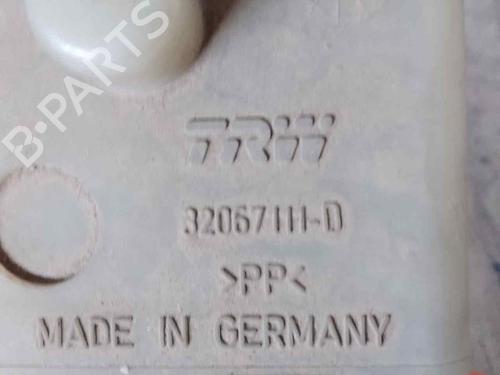 B-PARTS
TRW
32067111-D
>PP<
MADE IN GERMANY